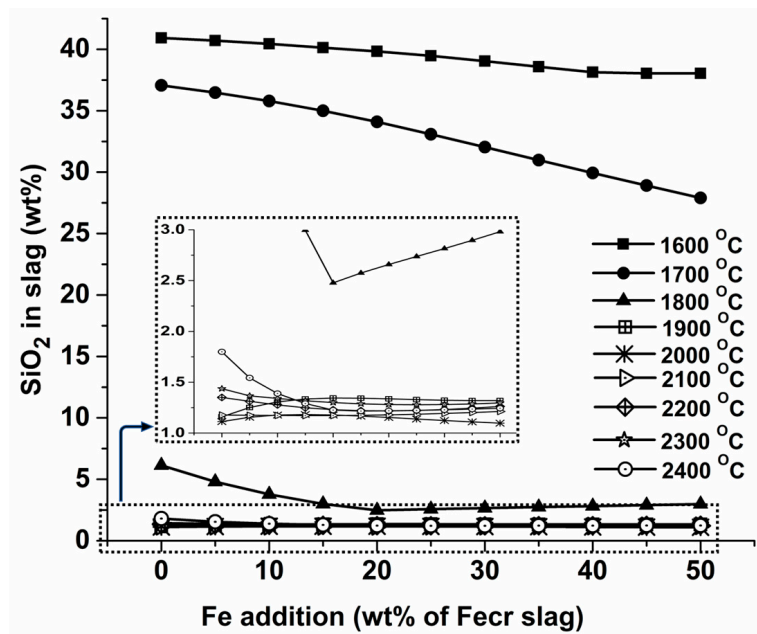 40
35
30
25
20
15
10
5
0
SiO₂ in slag (wt%)
3.0
2.5
2.0
1.5
1.0
1600 °C
1700 °C
1800 °C
1900 °C
2000 °C
2100 °C
2200 °C
2300 °C
2400 °C
0 10 20 30 40 50
Fe addition (wt% of Fecr slag)